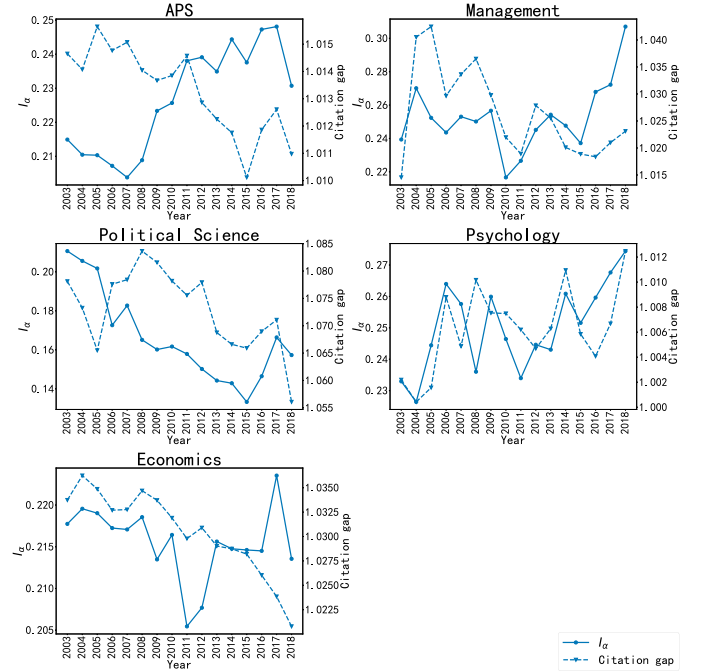 APS
0.25
0.24
0.23
0.22
0.21
I_α
1.015
1.014
1.013
1.012
1.011
1.010
Citation gap
2003 2004 2005 2006 2007 2008 2009 2010 2011 2012 2013 2014 2015 2016 2017 2018
Year
Management
0.30
0.28
0.26
0.24
0.22
I_α
1.040
1.035
1.030
1.025
1.020
1.015
Citation gap
2003 2004 2005 2006 2007 2008 2009 2010 2011 2012 2013 2014 2015 2016 2017 2018
Year
Political Science
0.20
0.18
0.16
0.14
I_α
1.085
1.080
1.075
1.070
1.065
1.060
1.055
Citation gap
2003 2004 2005 2006 2007 2008 2009 2010 2011 2012 2013 2014 2015 2016 2017 2018
Year
Psychology
0.27
0.26
0.25
0.24
0.23
I_α
1.012
1.010
1.008
1.006
1.004
1.002
1.000
Citation gap
2003 2004 2005 2006 2007 2008 2009 2010 2011 2012 2013 2014 2015 2016 2017 2018
Year
Economics
0.220
0.215
0.210
0.205
I_α
1.0350
1.0325
1.0300
1.0275
1.0250
1.0225
Citation gap
2003 2004 2005 2006 2007 2008 2009 2010 2011 2012 2013 2014 2015 2016 2017 2018
Year
I_α
Citation gap